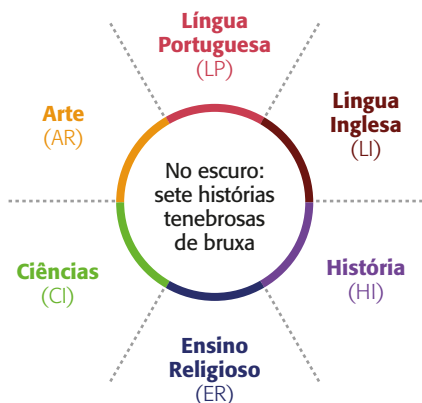 Língua
Portuguesa
(LP)
Arte
(AR)
Lingua
Inglesa
(LI)
No escuro:
sete histórias
tenebrosas
de bruxa
Ciências
(CI)
História
(HI)
Ensino
Religioso
(ER)